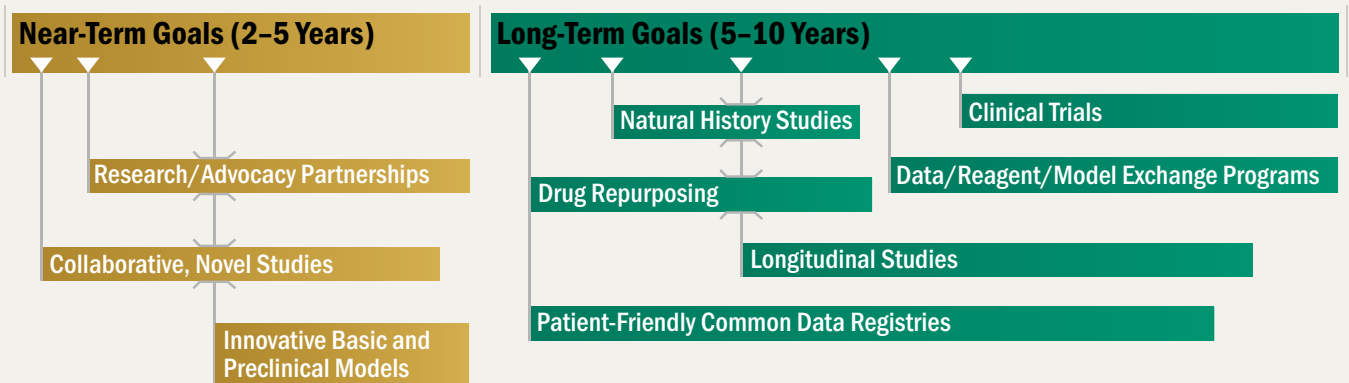 Near-Term Goals (2–5 Years)
Research/Advocacy Partnerships
Collaborative, Novel Studies
Innovative Basic and
Preclinical Models
Long-Term Goals (5–10 Years)
Natural History Studies
Clinical Trials
Drug Repurposing
Data/Reagent/Model Exchange Programs
Longitudinal Studies
Patient-Friendly Common Data Registries